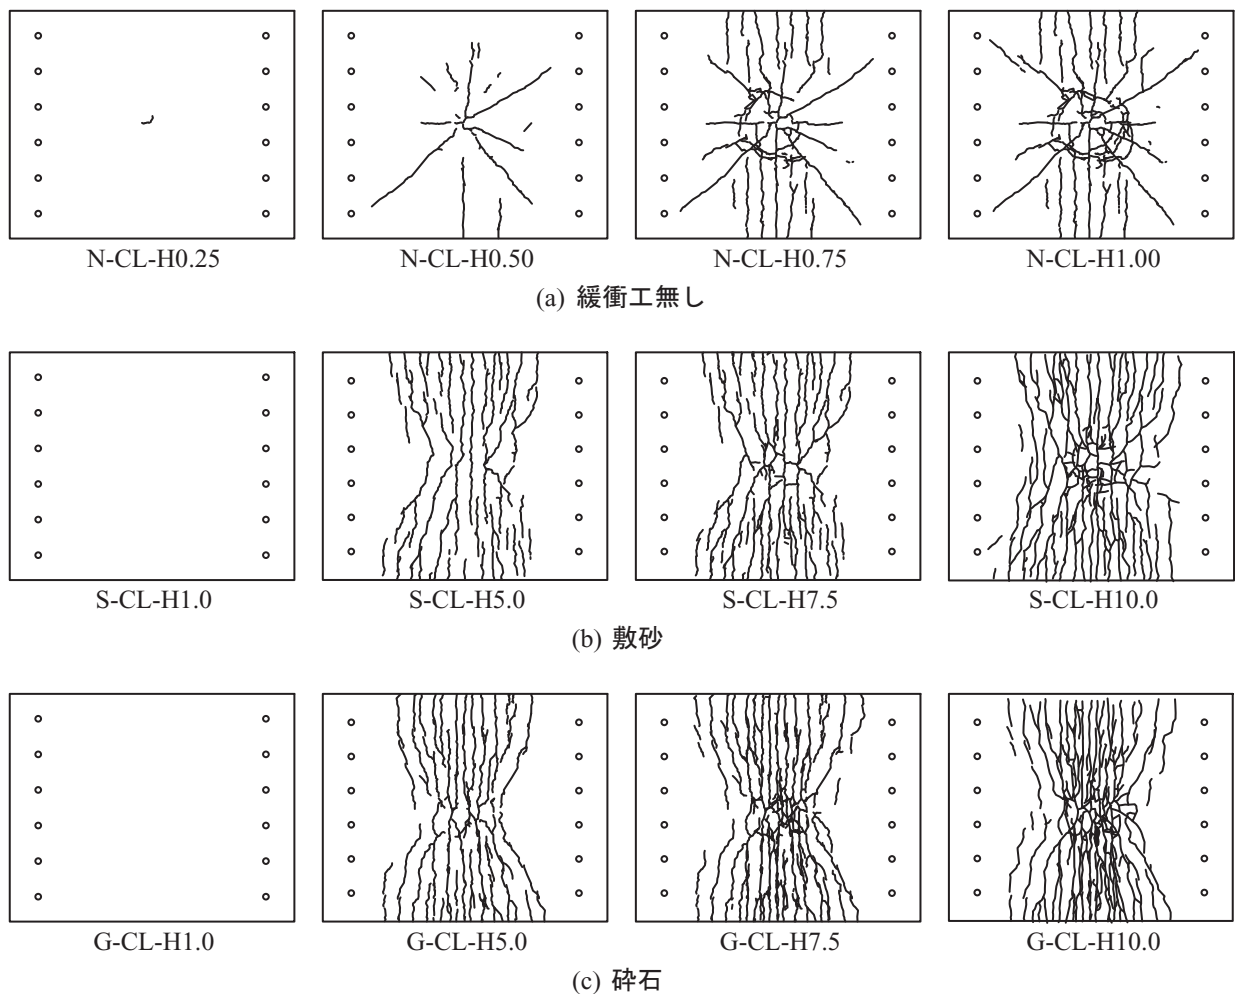 N-CL-H0.25 N-CL-H0.50 N-CL-H0.75 N-CL-H1.00
(a) 緩衝工無し
S-CL-H1.0 S-CL-H5.0 S-CL-H7.5 S-CL-H10.0
(b) 敷砂
G-CL-H1.0 G-CL-H5.0 G-CL-H7.5 G-CL-H10.0
(c) 砕石